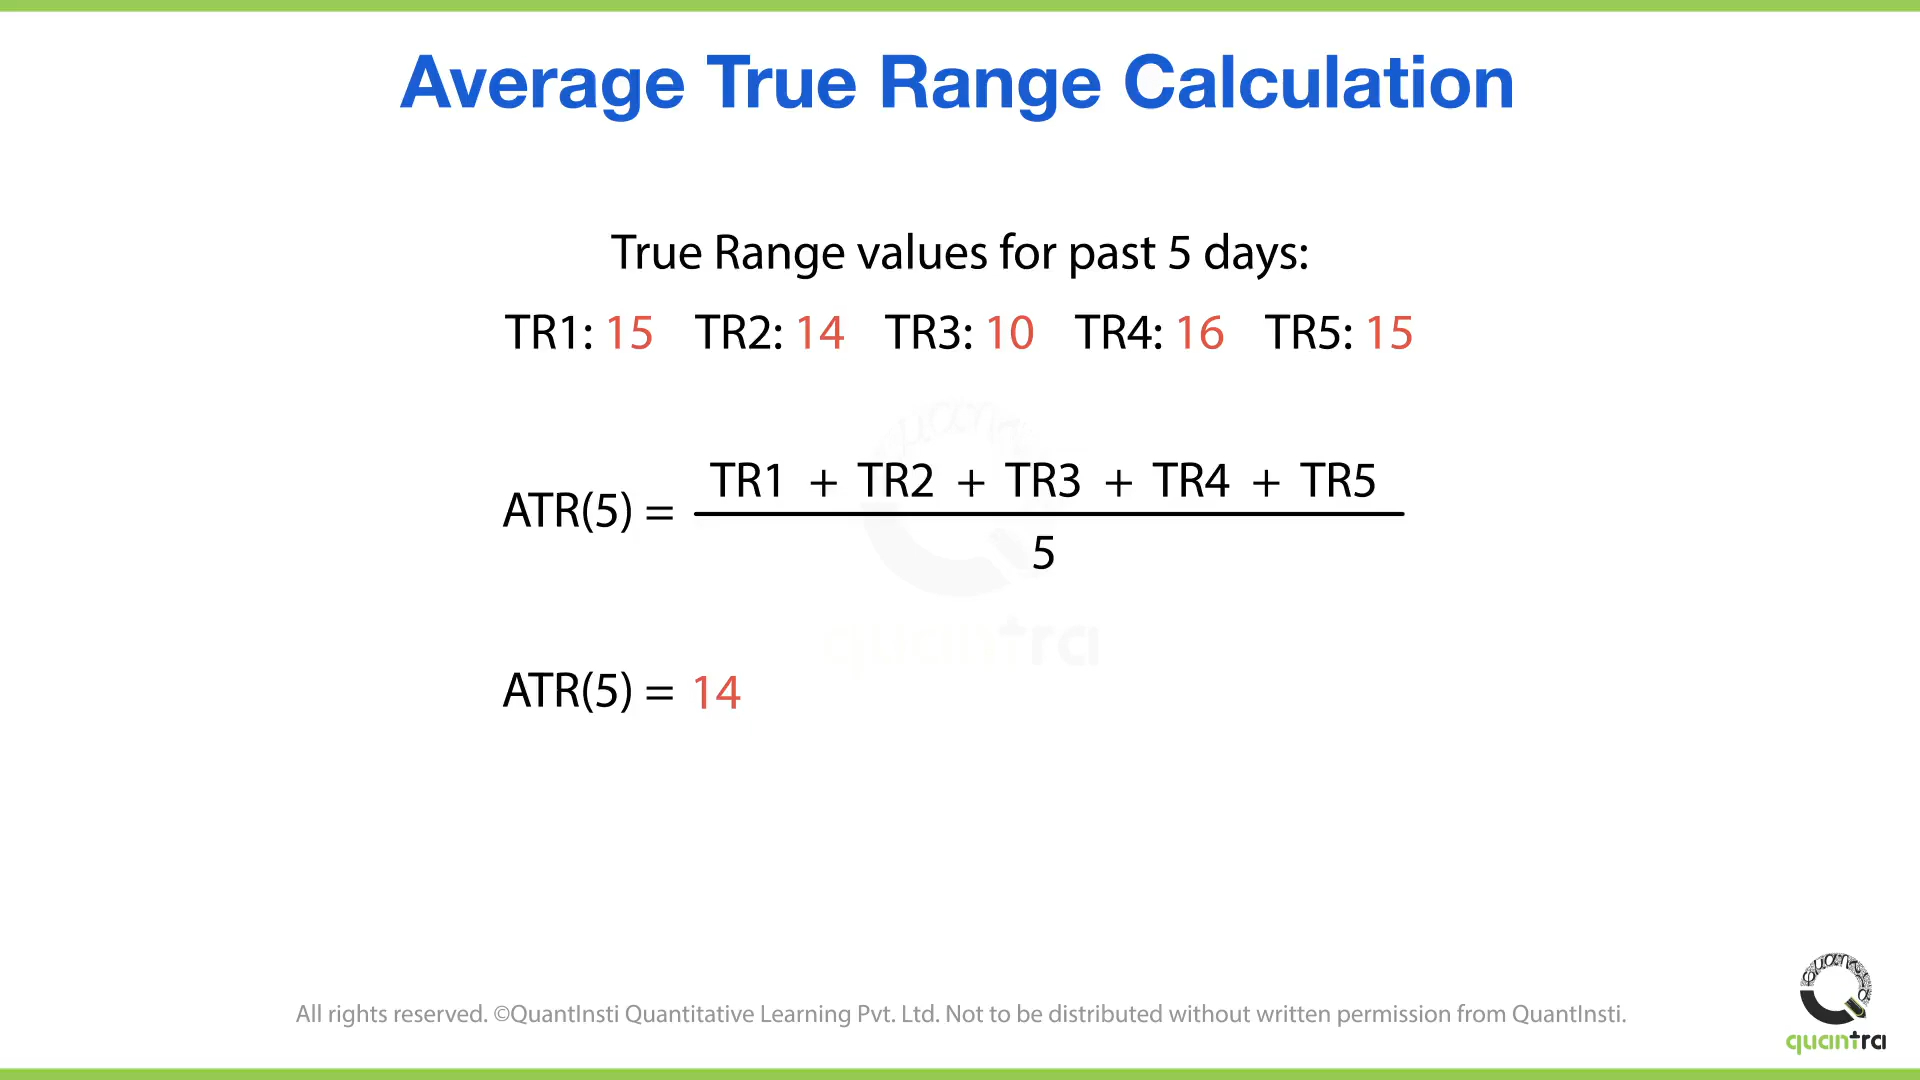 Average True Range Calculation
True Range values for past 5 days:
TR1: 15 TR2: 14 TR3: 10 TR4: 16 TR5: 15
TR1 + TR2 + TR3 + TR4 + TR5
ATR(5) =
5
quantra
ATR(5) = 14
All rights reserved. ©QuantInsti Quantitative Learning Pvt. Ltd. Not to be distributed without written permission from QuantInsti.
quantra